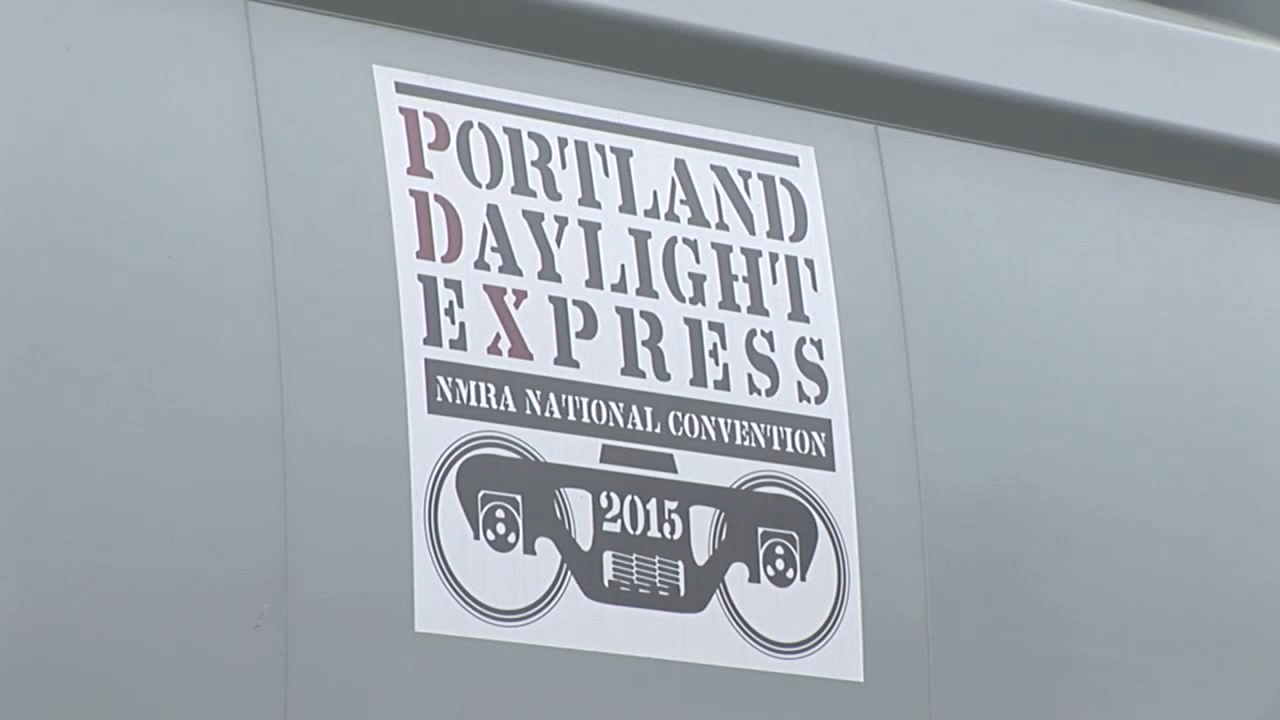 PORTLAND
DAYLIGHT
EXPRESS
NMRA NATIONAL CONVENTION
2015